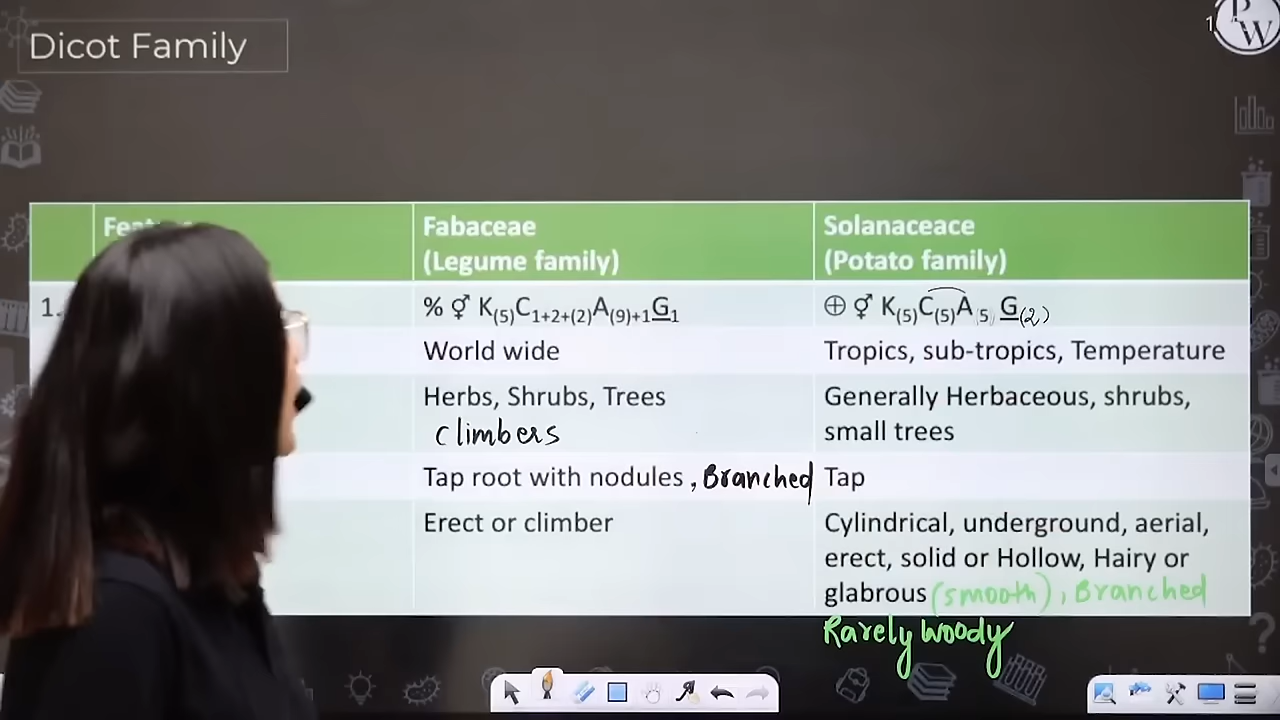 Dicot Family
1
P
W
Fabaceae
(Legume family)
Solanaceace
(Potato family)
1.
% ⚥ K(5)C1+2+(2)A(9)+1G1
⊕ ⚥ K(5)C(5)A(5)G(2)
World wide
Tropics, sub-tropics, Temperature
Herbs, Shrubs, Trees
climbers
Generally Herbaceous, shrubs,
small trees
Tap root with nodules , Branched
Tap
Erect or climber
Cylindrical, underground, aerial,
erect, solid or Hollow, Hairy or
glabrous (smooth), Branched
Rarely woody